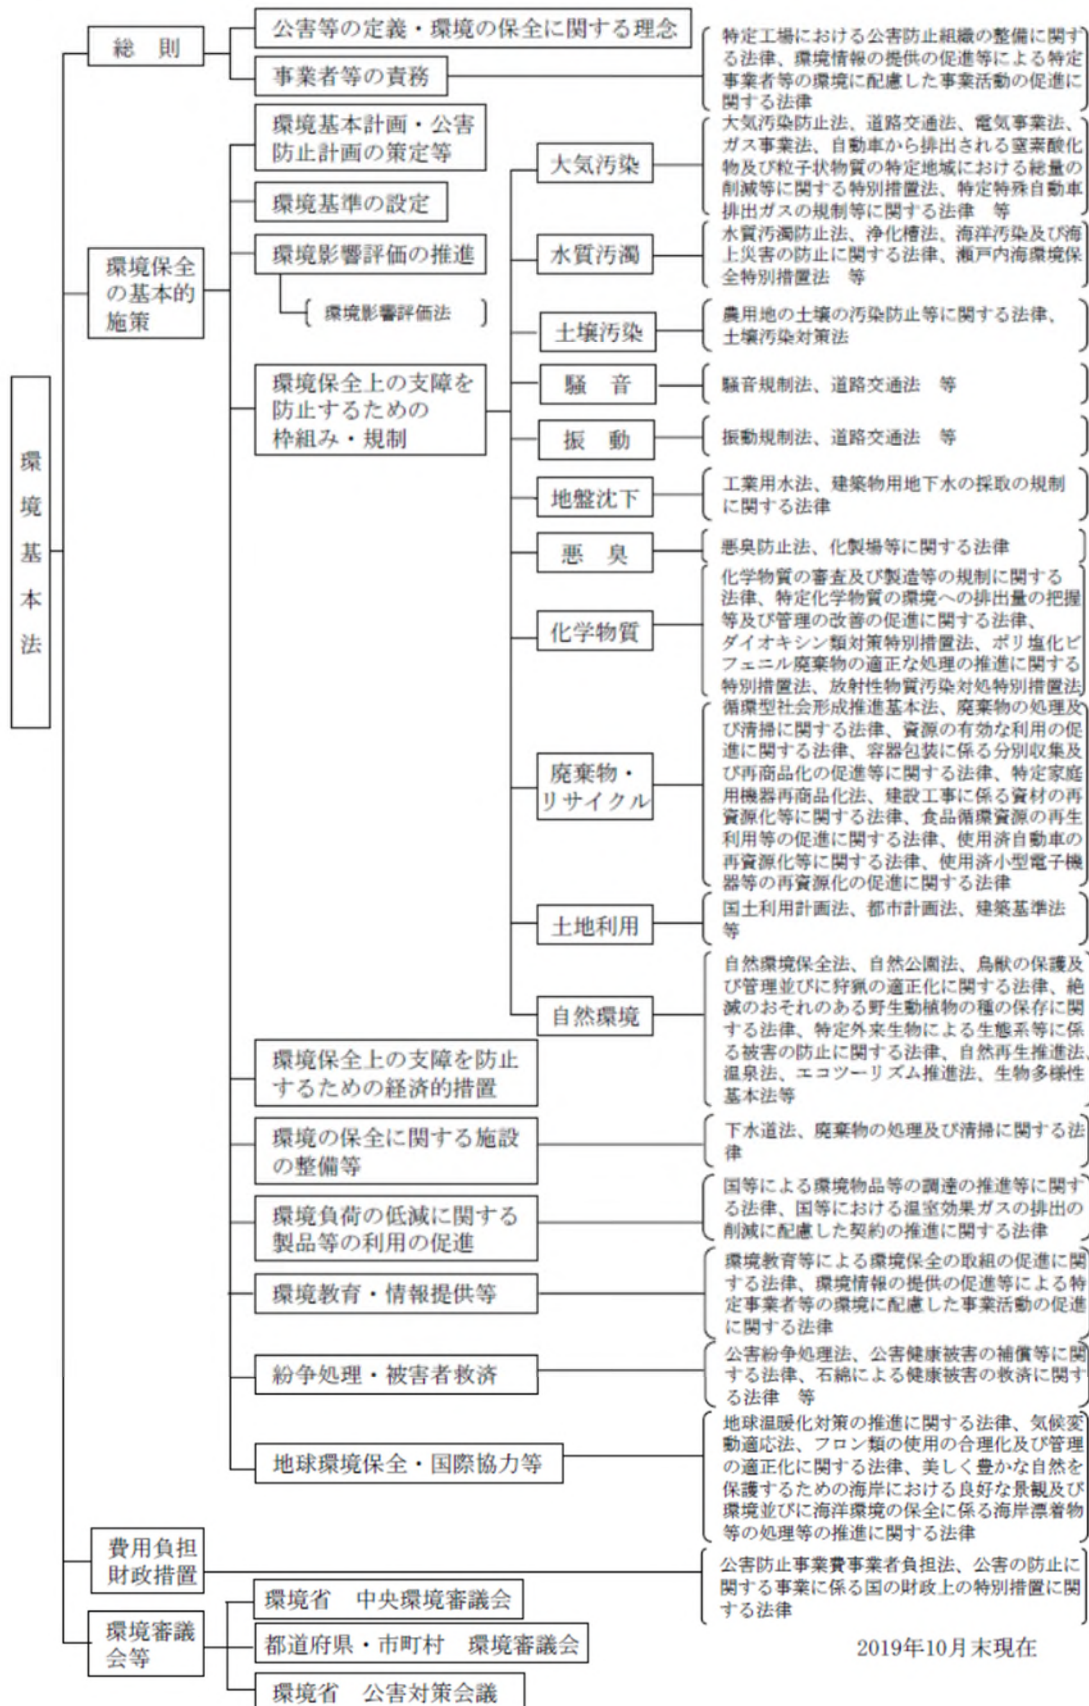 環境基本法
総　則
公害等の定義・環境の保全に関する理念
事業者等の責務
特定工場における公害防止組織の整備に関す
る法律、環境情報の提供の促進等による特定
事業者等の環境に配慮した事業活動の促進に
関する法律
環境保全
の基本的
施策
環境基本計画・公害
防止計画の策定等
環境基準の設定
環境影響評価の推進
環境影響評価法
環境保全上の支障を
防止するための
枠組み・規制
大気汚染
大気汚染防止法、道路交通法、電気事業法、
ガス事業法、自動車から排出される窒素酸化
物及び粒子状物質の特定地域における総量の
削減等に関する特別措置法、特定特殊自動車
排出ガスの規制等に関する法律　等
水質汚濁
水質汚濁防止法、浄化槽法、海洋汚染及び海
上災害の防止に関する法律、瀬戸内海環境保
全特別措置法　等
土壌汚染
農用地の土壌の汚染防止等に関する法律、
土壌汚染対策法
騒　音
騒音規制法、道路交通法　等
振　動
振動規制法、道路交通法　等
地盤沈下
工業用水法、建築物用地下水の採取の規制
に関する法律
悪　臭
悪臭防止法、化製場等に関する法律
化学物質
化学物質の審査及び製造等の規制に関する
法律、特定化学物質の環境への排出量の把握
等及び管理の改善の促進に関する法律、
ダイオキシン類対策特別措置法、ポリ塩化ビ
フェニル廃棄物の適正な処理の推進に関する
特別措置法、放射性物質汚染対処特別措置法
廃棄物・
リサイクル
循環型社会形成推進基本法、廃棄物の処理及
び清掃に関する法律、資源の有効な利用の促
進に関する法律、容器包装に係る分別収集及
び再商品化の促進等に関する法律、特定家庭
用機器再商品化法、建設工事に係る資材の再
資源化等に関する法律、食品循環資源の再生
利用等の促進に関する法律、使用済自動車の
再資源化等に関する法律、使用済小型電子機
器等の再資源化の促進に関する法律
土地利用
国土利用計画法、都市計画法、建築基準法
等
自然環境
自然環境保全法、自然公園法、鳥獣の保護及
び管理並びに狩猟の適正化に関する法律、絶
滅のおそれのある野生動植物の種の保存に関
する法律、特定外来生物による生態系等に係
る被害の防止に関する法律、自然再生推進法、
温泉法、エコツーリズム推進法、生物多様性
基本法等
環境保全上の支障を防止
するための経済的措置
環境の保全に関する施設
の整備等
下水道法、廃棄物の処理及び清掃に関する法
律
環境負荷の低減に関する
製品等の利用の促進
国等による環境物品等の調達の推進等に関す
る法律、国等における温室効果ガスの排出の
削減に配慮した契約の推進に関する法律
環境教育・情報提供等
環境教育等による環境保全の取組の促進に関
する法律、環境情報の提供の促進等による特
定事業者等の環境に配慮した事業活動の促進
に関する法律
紛争処理・被害者救済
公害紛争処理法、公害健康被害の補償等に関
する法律、石綿による健康被害の救済に関す
る法律　等
地球環境保全・国際協力等
地球温暖化対策の推進に関する法律、気候変
動適応法、フロン類の使用の合理化及び管理
の適正化に関する法律、美しく豊かな自然を
保護するための海岸における良好な景観及び
環境並びに海洋環境の保全に係る海岸漂着物
等の処理等の推進に関する法律
費用負担
財政措置
公害防止事業費事業者負担法、公害の防止に
関する事業に係る国の財政上の特別措置に関
する法律
環境審議
会等
環境省　中央環境審議会
都道府県・市町村　環境審議会
環境省　公害対策会議
2019年10月末現在